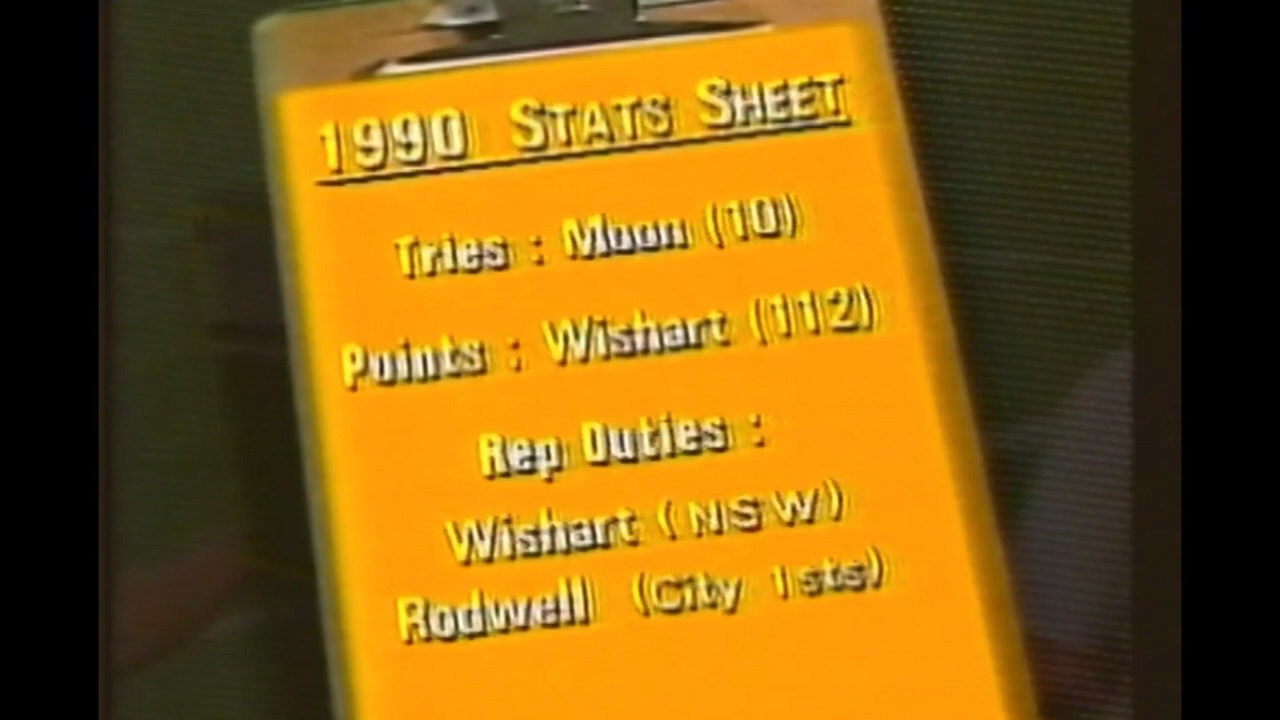 1990 STATS SHEET
Tries : Moon (10)
Points : Wishart (112)
Rep Duties :
Wishart (NSW)
Rodwell (City 1sts)